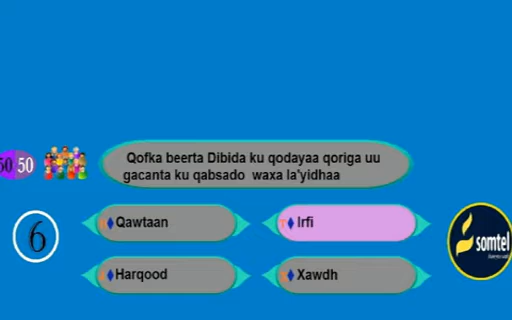 50 50
Qofka beerta Dibida ku qodayaa qoriga uu
gacanta ku qabsado waxa la'yidhaa
6
Qawtaan
Irfi
Harqood
Xawdh
somtel